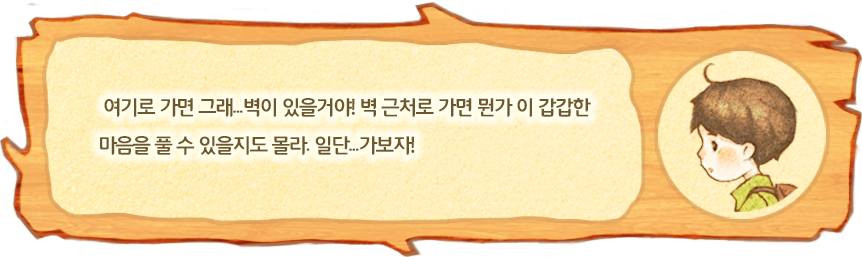 여기로 가면 그래...벽이 있을거야! 벽 근처로 가면 뭔가 이 갑갑한
마음을 풀 수 있을지도 몰라. 일단...가보자!